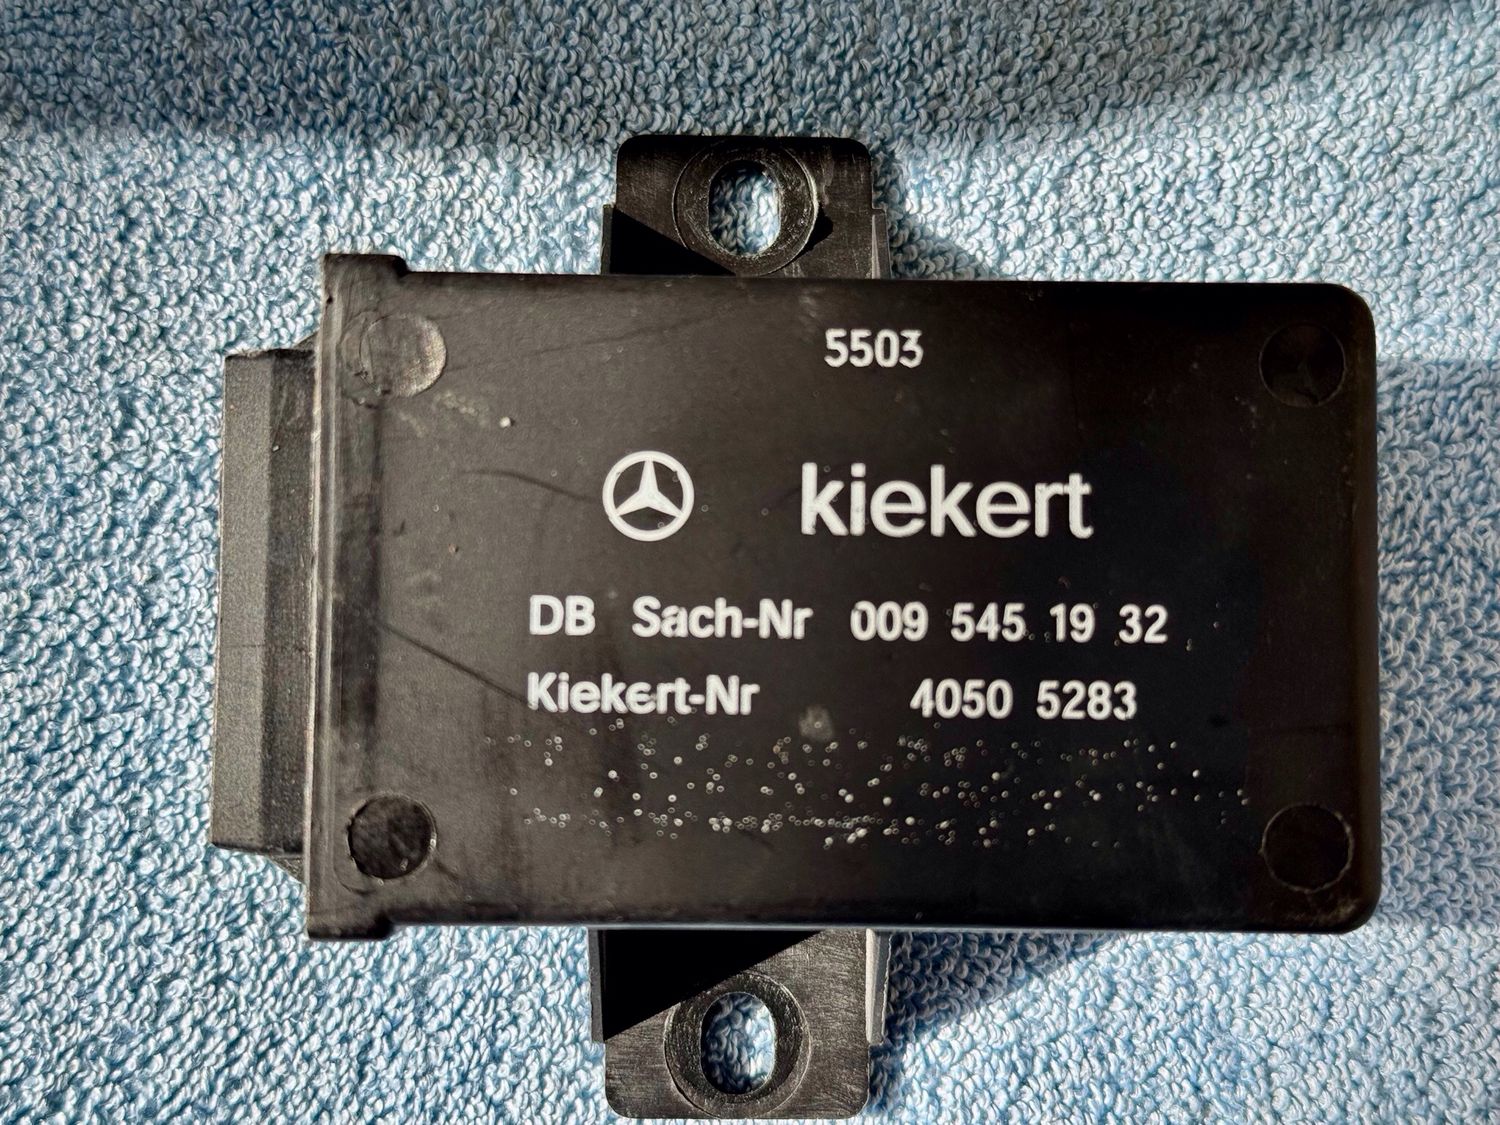 5503
kiekert
DB Sach-Nr 009 545 19 32
Kiekert-Nr 4050 5283